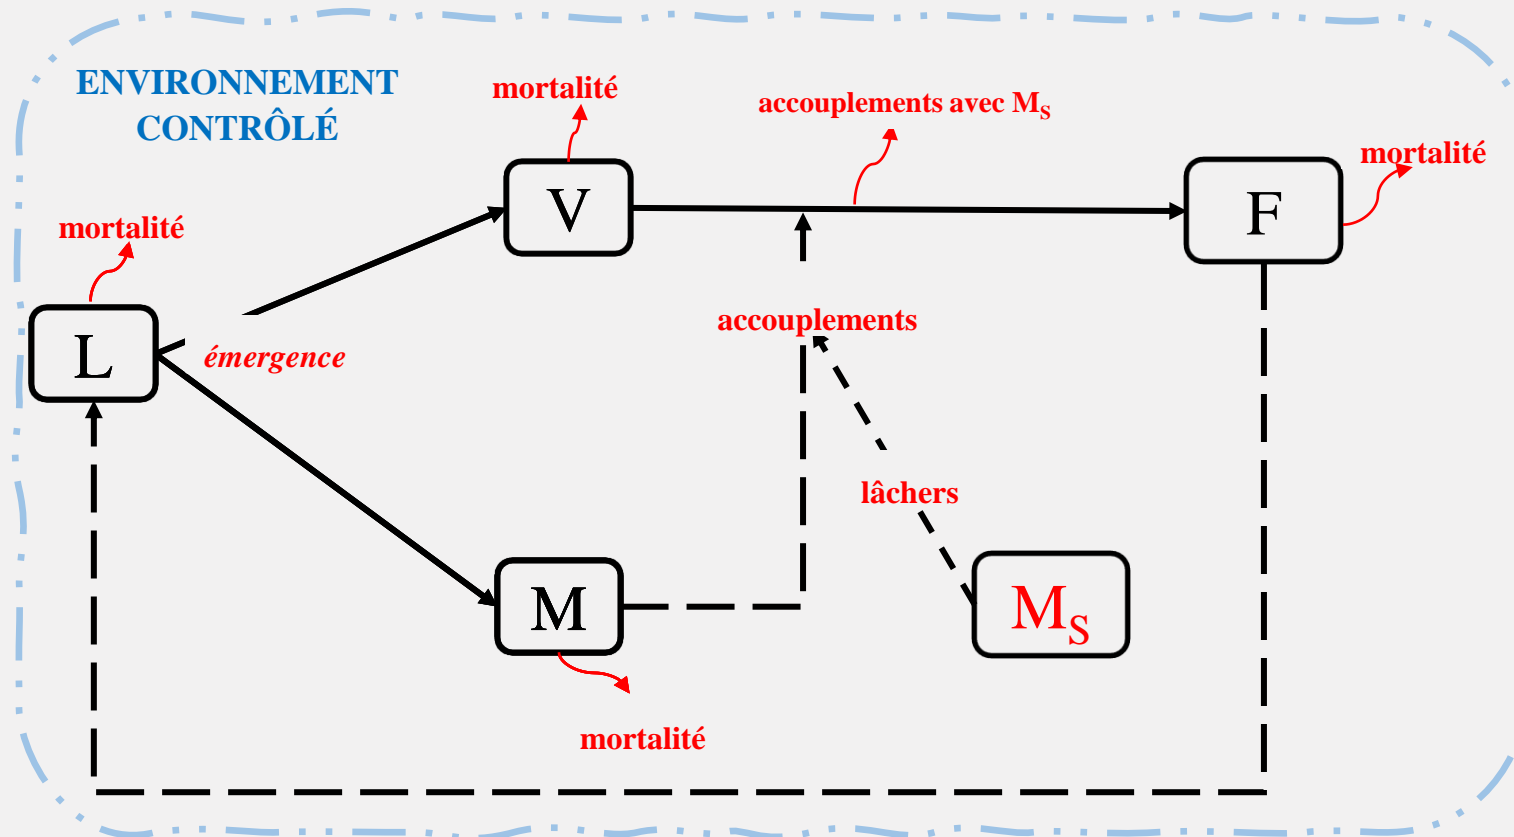 ENVIRONNEMENT
CONTRÔLÉ
mortalité
accouplements avec MS
mortalité
V
F
mortalité
L
accouplements
émergence
lâchers
M
MS
mortalité